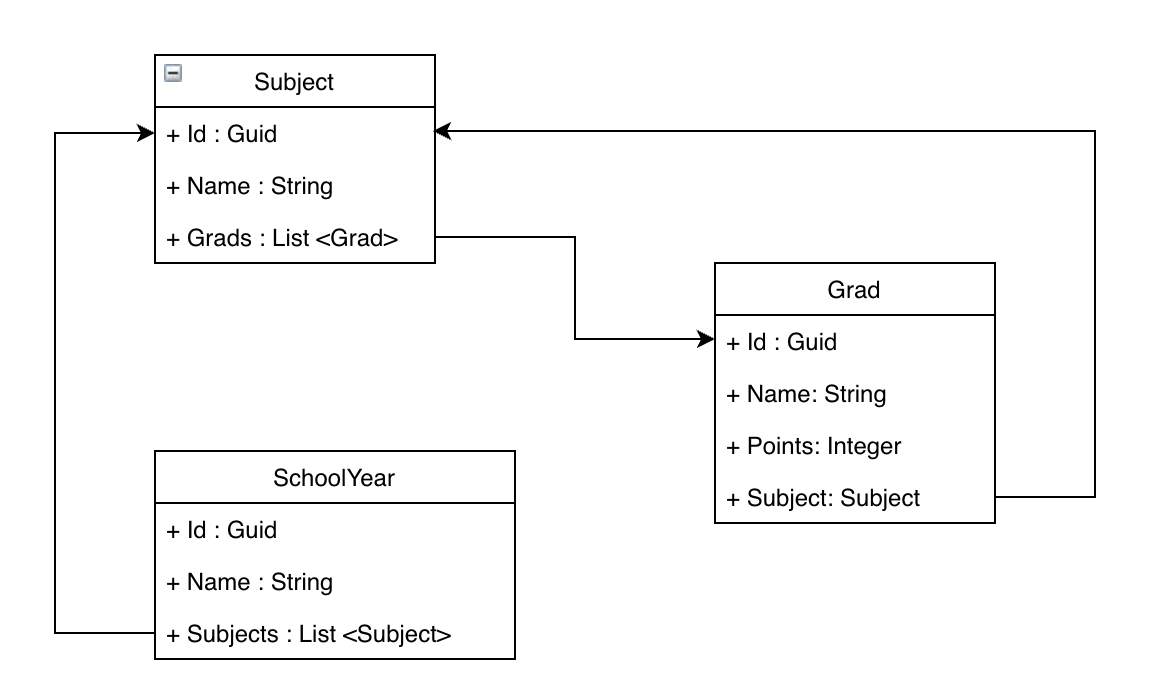 Subject
+ Id : Guid
+ Name : String
+ Grads : List <Grad>
Grad
+ Id : Guid
+ Name: String
+ Points: Integer
+ Subject: Subject
SchoolYear
+ Id : Guid
+ Name : String
+ Subjects : List <Subject>